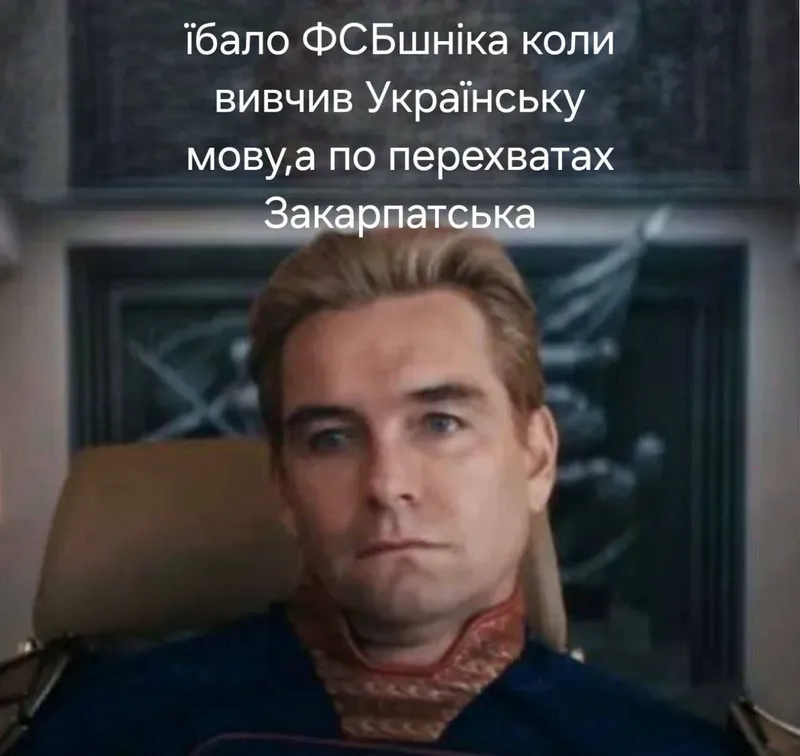 їбало ФСБшніка коли
вивчив Українську
мову,а по перехватах
Закарпатська